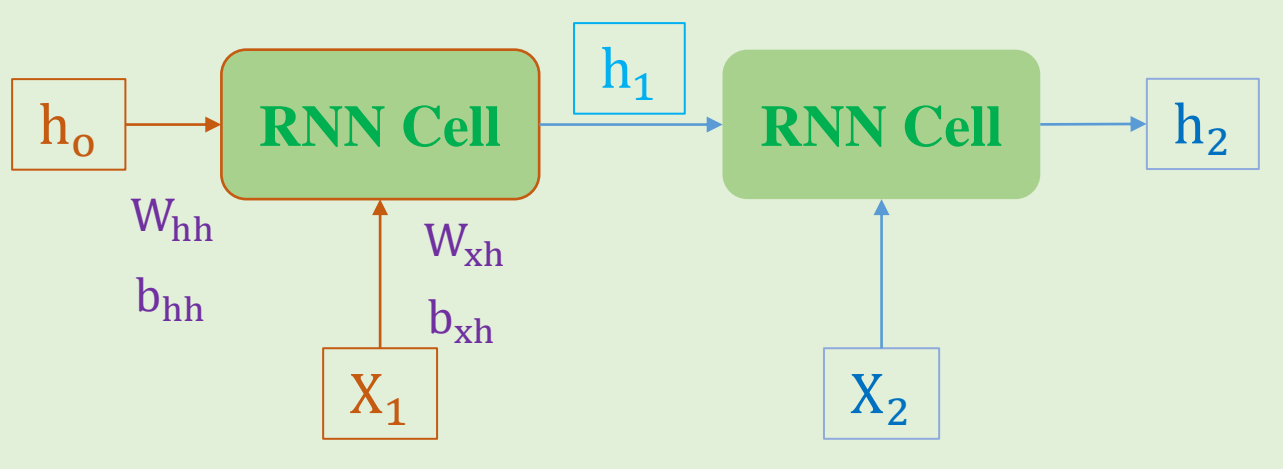 h₁
hₒ
RNN Cell
RNN Cell
h₂
Wₕₕ
Wₓₕ
bₕₕ
bₓₕ
X₁
X₂